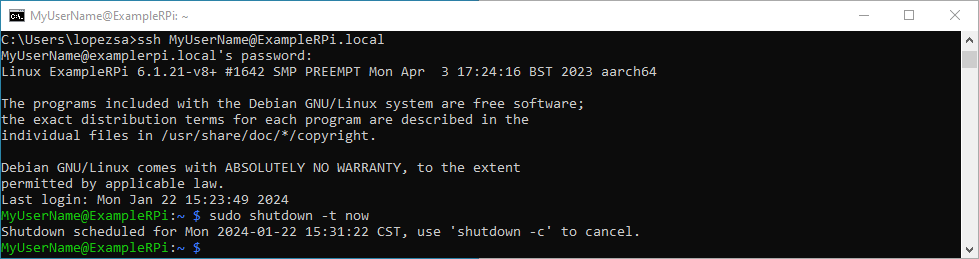 MyUserName@ExampleRPi: ~
C:\Users\lopezsa>ssh MyUserName@ExampleRPi.local
MyUserName@examplerpi.local's password:
Linux ExampleRPi 6.1.21-v8+ #1642 SMP PREEMPT Mon Apr  3 17:24:16 BST 2023 aarch64

The programs included with the Debian GNU/Linux system are free software;
the exact distribution terms for each program are described in the
individual files in /usr/share/doc/*/copyright.

Debian GNU/Linux comes with ABSOLUTELY NO WARRANTY, to the extent
permitted by applicable law.
Last login: Mon Jan 22 15:23:49 2024
MyUserName@ExampleRPi:~ $ sudo shutdown -t now
Shutdown scheduled for Mon 2024-01-22 15:31:22 CST, use 'shutdown -c' to cancel.
MyUserName@ExampleRPi:~ $